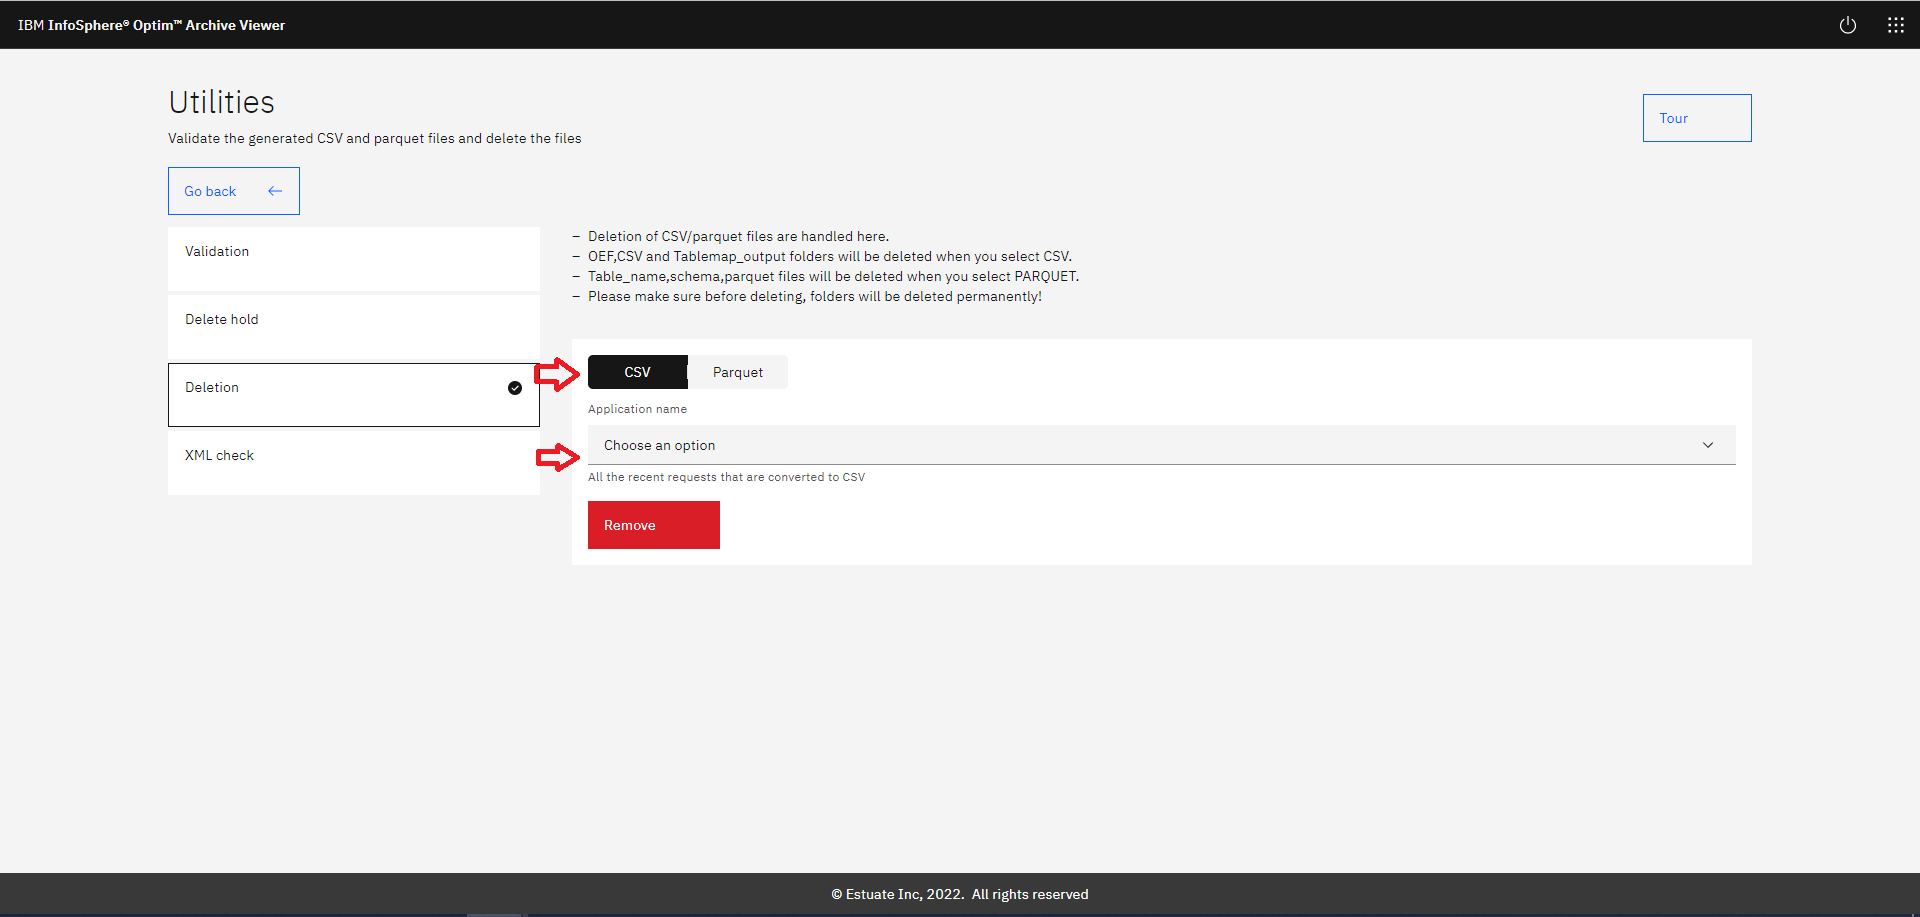 IBM InfoSphere® Optim™ Archive Viewer
Utilities
Validate the generated CSV and parquet files and delete the files
Tour
Go back
Validation
Delete hold
Deletion
XML check
– Deletion of CSV/parquet files are handled here.
– OEF,CSV and Tablemap_output folders will be deleted when you select CSV.
– Table_name,schema,parquet files will be deleted when you select PARQUET.
– Please make sure before deleting, folders will be deleted permanently!
CSV Parquet
Application name
Choose an option
All the recent requests that are converted to CSV
Remove
© Estuate Inc, 2022. All rights reserved